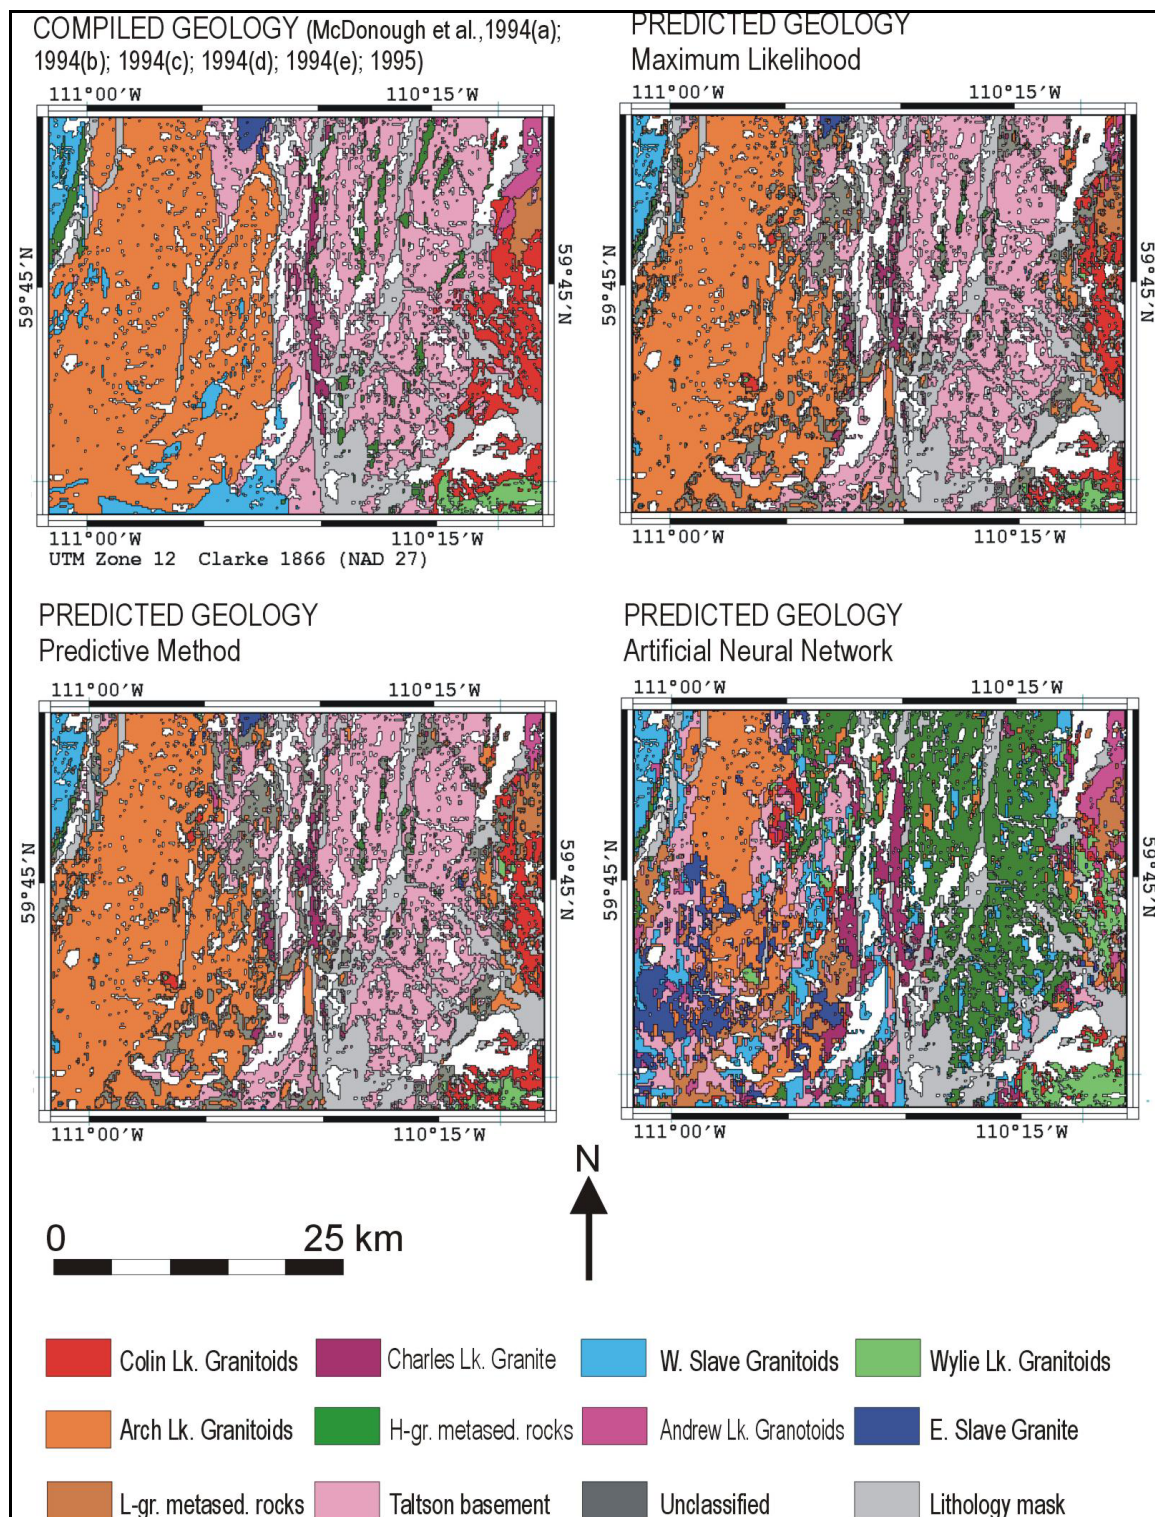 COMPILED GEOLOGY (McDonough et al.,1994(a);
1994(b); 1994(c); 1994(d); 1994(e); 1995)
111°00′W 110°15′W
59°45′N 59°45′N
111°00′W 110°15′W
UTM Zone 12 Clarke 1866 (NAD 27)
PREDICTED GEOLOGY
Maximum Likelihood
111°00′W 110°15′W
59°45′N 59°45′N
111°00′W 110°15′W
PREDICTED GEOLOGY
Predictive Method
111°00′W 110°15′W
59°45′N 59°45′N
111°00′W 110°15′W
PREDICTED GEOLOGY
Artificial Neural Network
111°00′W 110°15′W
59°45′N 59°45′N
111°00′W 110°15′W
N
0 25 km
Colin Lk. Granitoids
Charles Lk. Granite
W. Slave Granitoids
Wylie Lk. Granitoids
Arch Lk. Granitoids
H-gr. metased. rocks
Andrew Lk. Granotoids
E. Slave Granite
L-gr. metased. rocks
Taltson basement
Unclassified
Lithology mask